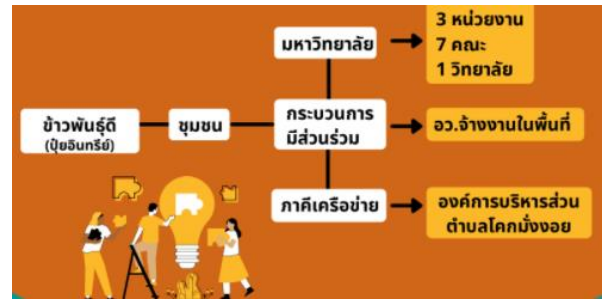 3 หน่วยงาน
7 คณะ
1 วิทยาลัย
มหาวิทยาลัย
ข้าวพันธุ์ดี
(ปุ๋ยอินทรีย์)
ชุมชน
กระบวนการ
มีส่วนร่วม
อว.จ้างงานในพื้นที่
ภาคีเครือข่าย
องค์การบริหารส่วน
ตำบลโคกมั่งงอย